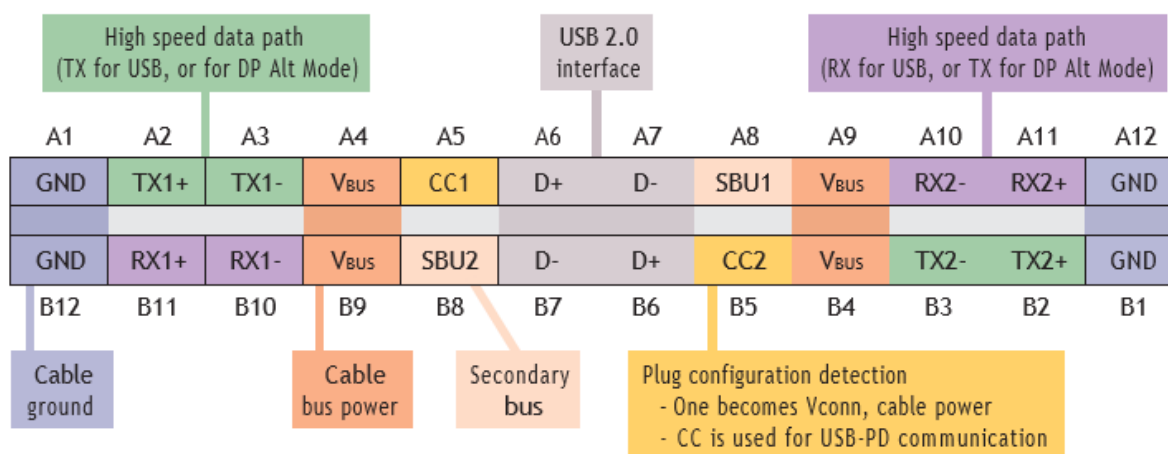 High speed data path
(TX for USB, or for DP Alt Mode)
USB 2.0
interface
High speed data path
(RX for USB, or TX for DP Alt Mode)
A1 A2 A3 A4 A5 A6 A7 A8 A9 A10 A11 A12
GND TX1+ TX1- VBUS CC1 D+ D- SBU1 VBUS RX2- RX2+ GND
GND RX1+ RX1- VBUS SBU2 D- D+ CC2 VBUS TX2- TX2+ GND
B12 B11 B10 B9 B8 B7 B6 B5 B4 B3 B2 B1
Cable
ground
Cable
bus power
Secondary
bus
Plug configuration detection
- One becomes Vconn, cable power
- CC is used for USB-PD communication